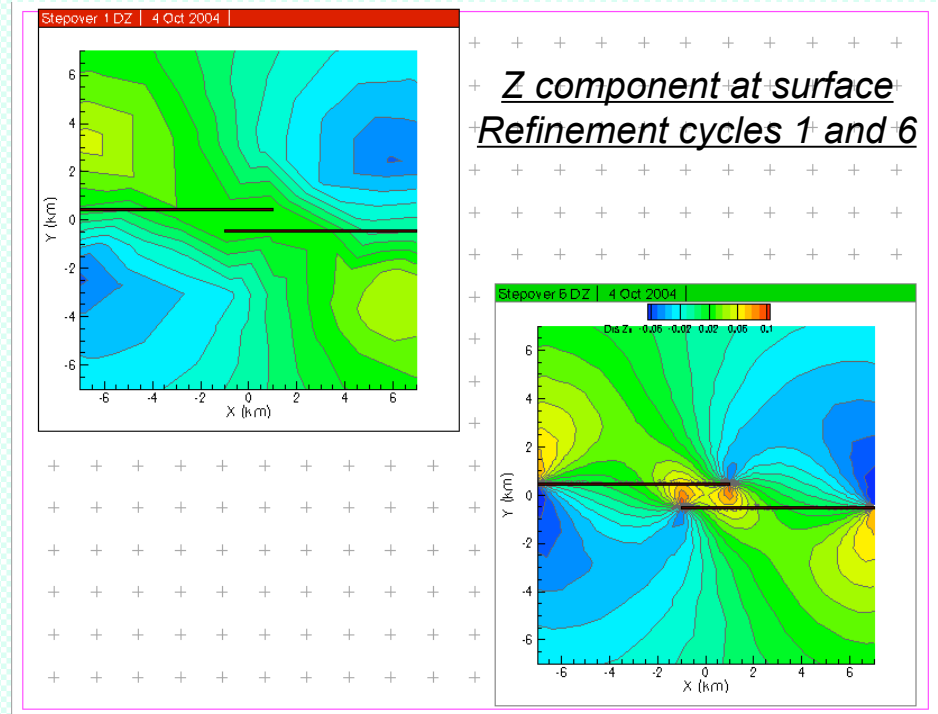 Stepover 1 DZ | 4 Oct 2004 |
Z component at surface
Refinement cycles 1 and 6
6
4
2
0
-2
-4
-6
Y (km)
-6 -4 -2 0 2 4 6
X (km)
Stepover 6 DZ | 4 Oct 2004 |
Dis Z -0.06 -0.02 0.02 0.06 0.1
6
4
2
0
-2
-4
-6
Y (km)
-6 -4 -2 0 2 4 6
X (km)